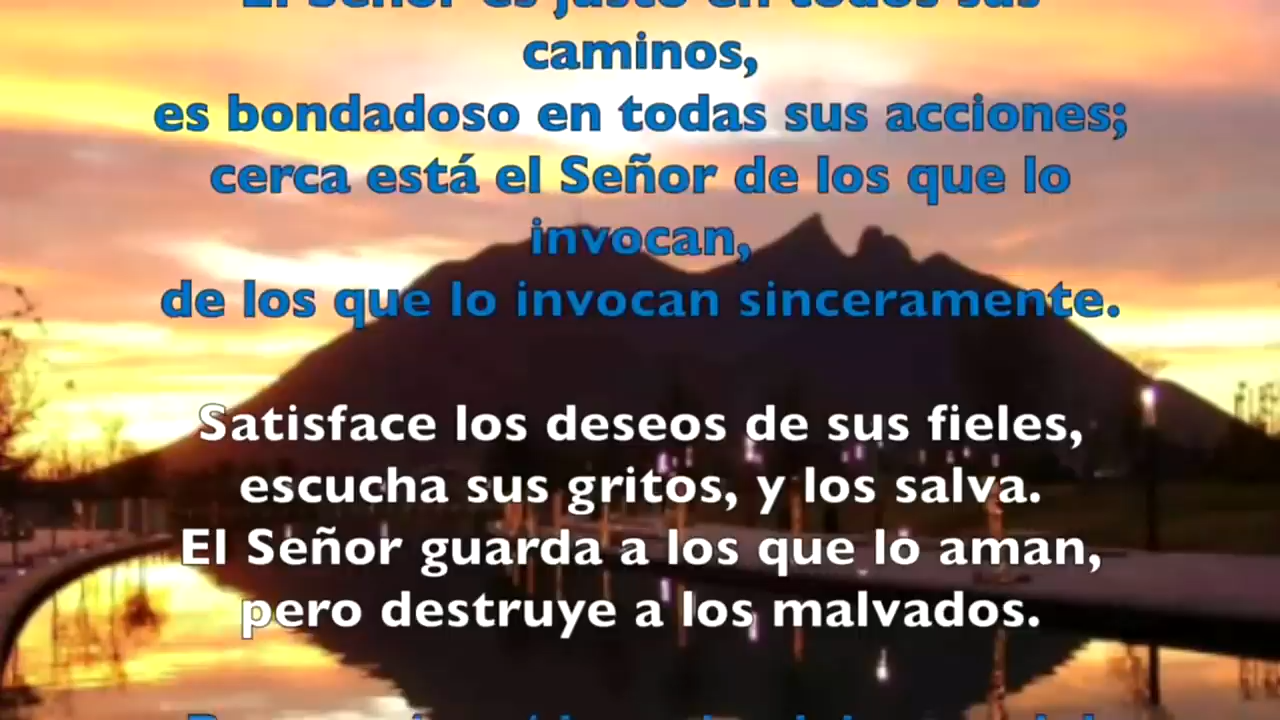 El Señor es justo en todos sus
caminos,
es bondadoso en todas sus acciones;
cerca está el Señor de los que lo
invocan,
de los que lo invocan sinceramente.
Satisface los deseos de sus fieles,
escucha sus gritos, y los salva.
El Señor guarda a los que lo aman,
pero destruye a los malvados.